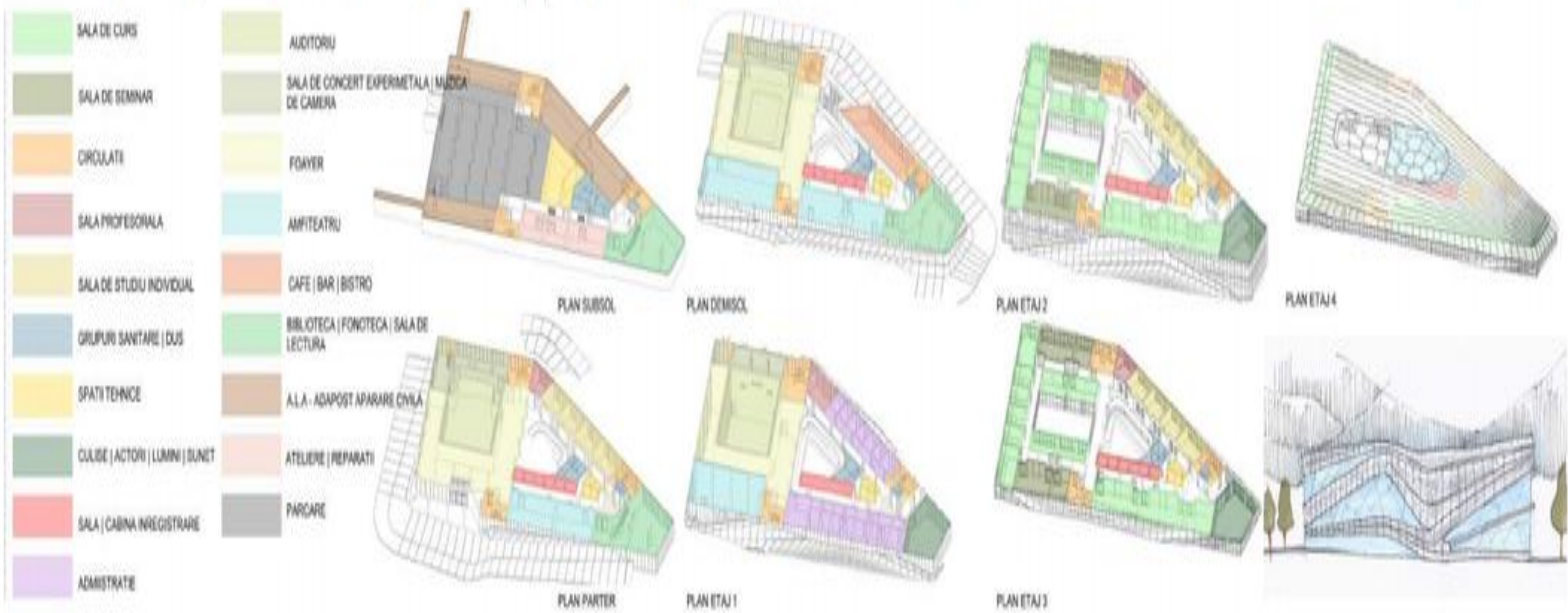 SALA DE CURS
SALA DE SEMINAR
CIRCULATII
SALA PROFESORALA
SALA DE STUDIU INDIVIDUAL
GRUPURI SANITARE | DUS
SPATII TEHNICE
CULISE | ACTORI | LUMINI | SUNET
SALA | CABINA INREGISTRARE
ADMISTRATIE
AUDITORIU
SALA DE CONCERT EXPERIMETALA | MUZICA
DE CAMERA
FOAYER
AMFITEATRU
CAFE | BAR | BISTRO
BIBLIOTECA | FONOTECA | SALA DE
LECTURA
A.L.A - ADAPOST APARARE CIVILA
ATELIERE | REPARATII
PARCARE
PLAN SUBSOL
PLAN DEMISOL
PLAN ETAJ 2
PLAN ETAJ 4
PLAN PARTER
PLAN ETAJ 1
PLAN ETAJ 3